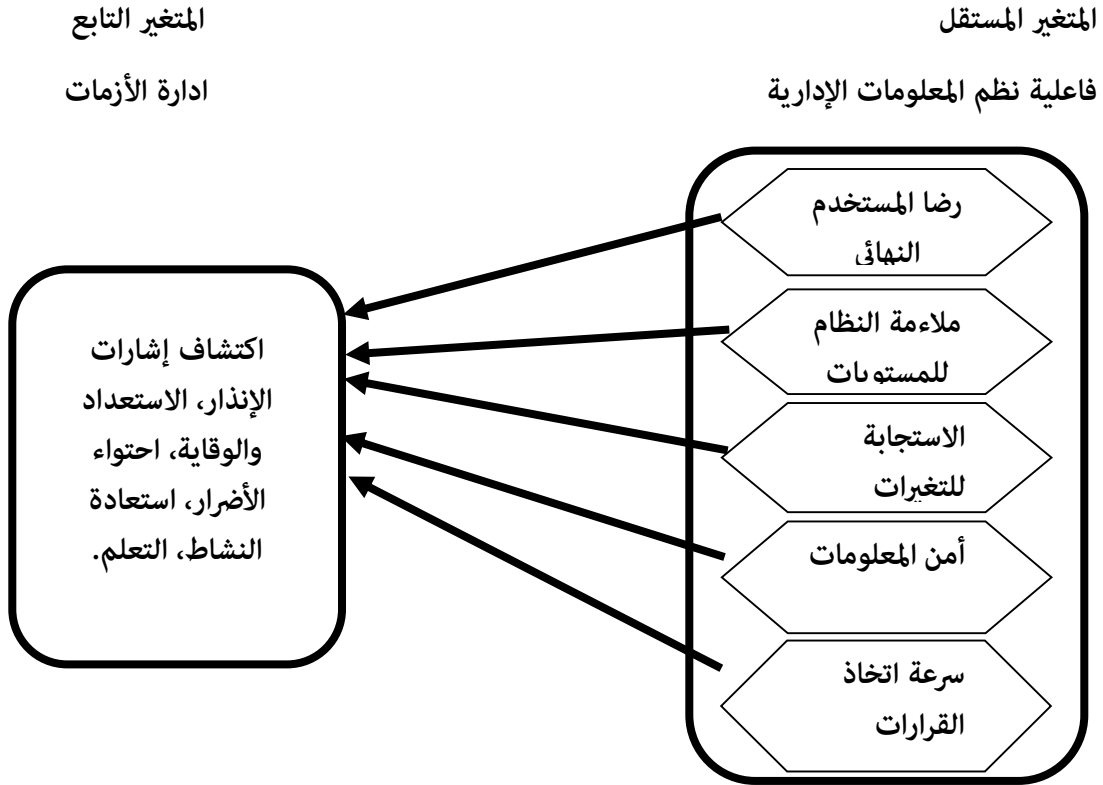 المتغير المستقل
المتغير التابع
فاعلية نظم المعلومات الإدارية
ادارة الأزمات
رضا المستخدم
النهائي
ملاءمة النظام
للمستويات
الاستجابة
للتغيرات
أمن المعلومات
سرعة اتخاذ
القرارات
اكتشاف إشارات
الإنذار، الاستعداد
والوقاية، احتواء
الأضرار، استعادة
النشاط، التعلم.